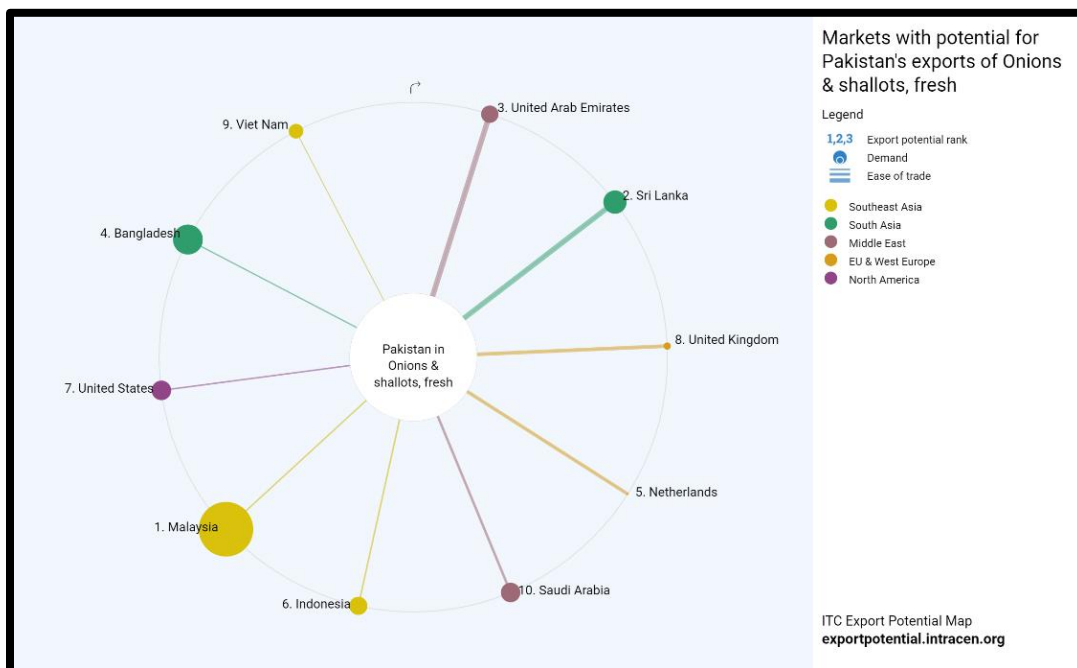 Markets with potential for
Pakistan's exports of Onions
& shallots, fresh
Legend
1,2,3 Export potential rank
Demand
Ease of trade
Southeast Asia
South Asia
Middle East
EU & West Europe
North America
3. United Arab Emirates
9. Viet Nam
2. Sri Lanka
4. Bangladesh
8. United Kingdom
Pakistan in
Onions &
shallots, fresh
7. United States
5. Netherlands
1. Malaysia
10. Saudi Arabia
6. Indonesia
ITC Export Potential Map
exportpotential.intracen.org